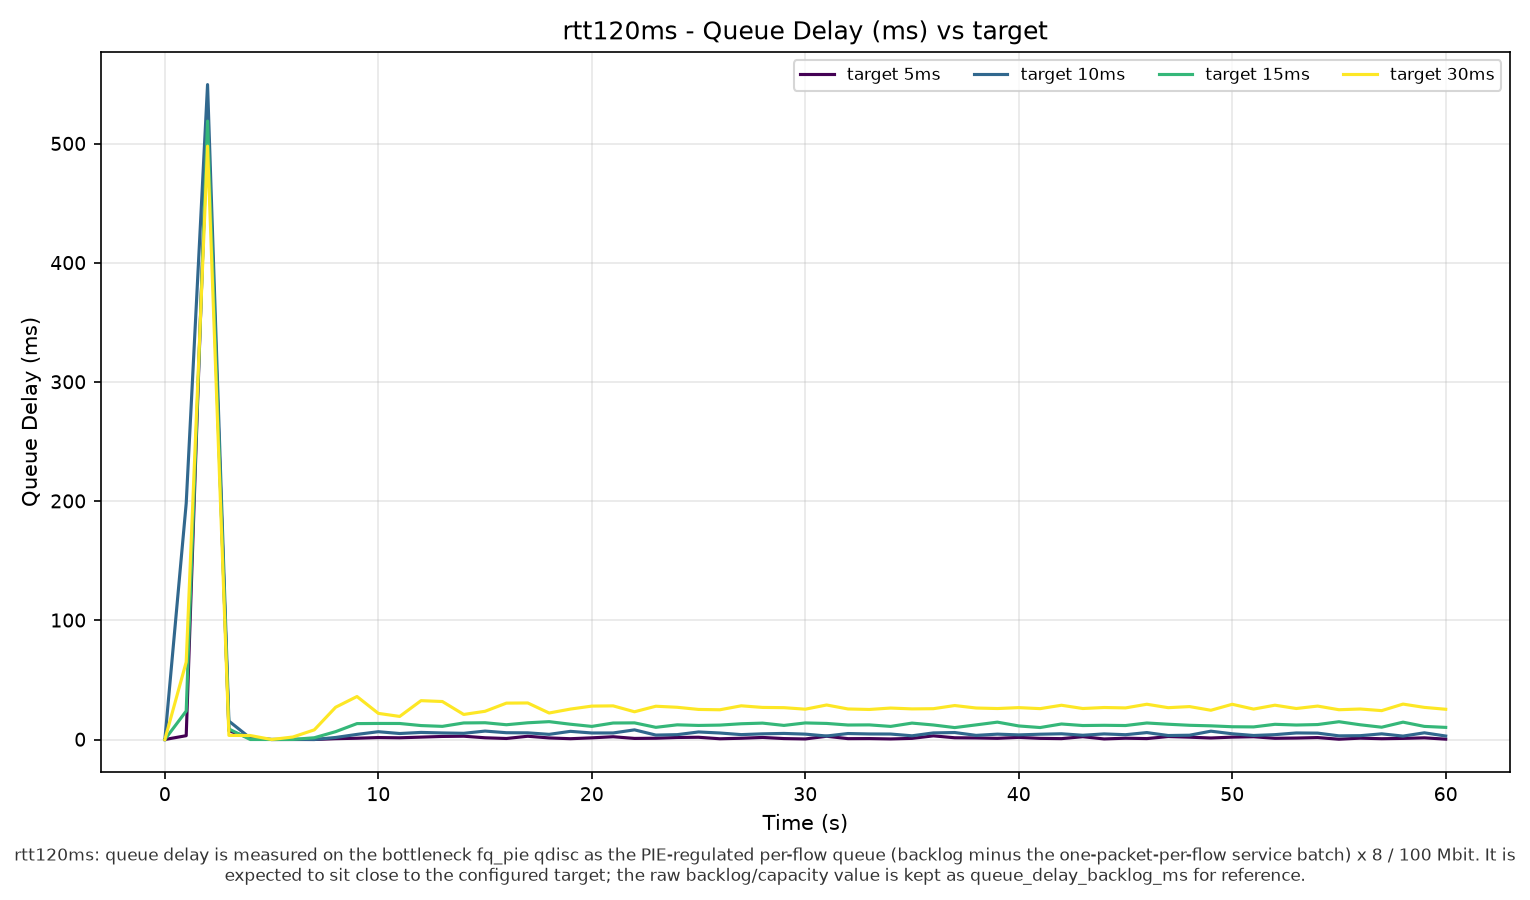 rtt120ms - Queue Delay (ms) vs target
target 5ms
target 10ms
target 15ms
target 30ms
Queue Delay (ms)
500
400
300
200
100
0
0
10
20
30
40
50
60
Time (s)
rtt120ms: queue delay is measured on the bottleneck fq_pie qdisc as the PIE-regulated per-flow queue (backlog minus the one-packet-per-flow service batch) x 8 / 100 Mbit. It is
expected to sit close to the configured target; the raw backlog/capacity value is kept as queue_delay_backlog_ms for reference.